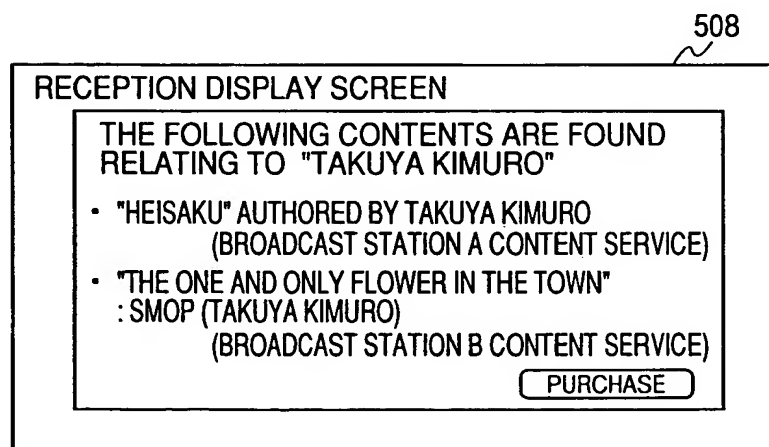 508
RECEPTION DISPLAY SCREEN
THE FOLLOWING CONTENTS ARE FOUND
RELATING TO "TAKUYA KIMURO"
• "HEISAKU" AUTHORED BY TAKUYA KIMURO
(BROADCAST STATION A CONTENT SERVICE)
• "THE ONE AND ONLY FLOWER IN THE TOWN"
: SMOP (TAKUYA KIMURO)
(BROADCAST STATION B CONTENT SERVICE)
PURCHASE